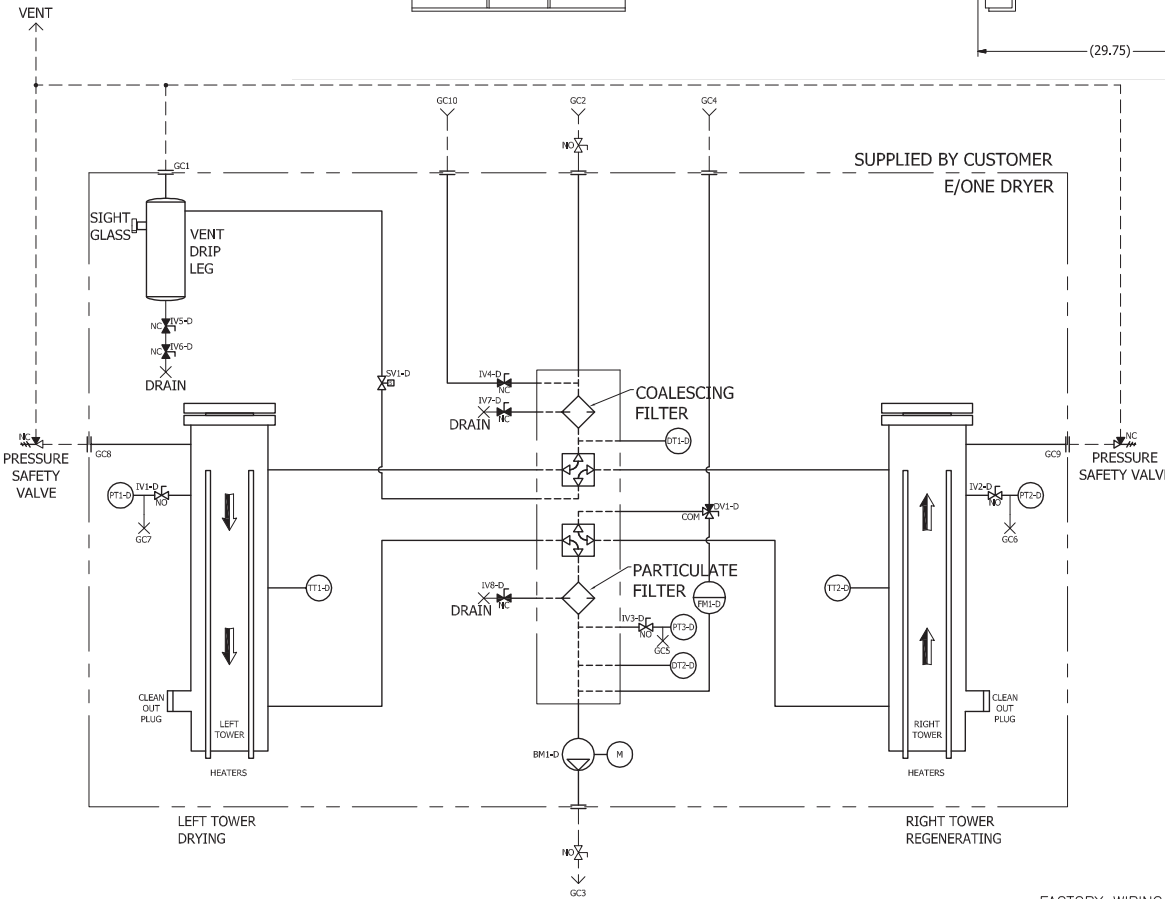 VENT
(29.75)
GC10
GC2
GC4
NO
GC1
SUPPLIED BY CUSTOMER
E/ONE DRYER
SIGHT
GLASS
VENT
DRIP
LEG
NC
IV5-D
NC
IV6-D
DRAIN
SV1-D
IV4-D
NC
IV7-D
NC
DRAIN
COALESCING
FILTER
DT1-D
NC
GC8
PRESSURE
SAFETY
VALVE
NC
GC9
PRESSURE
SAFETY VALVE
PT1-D
IV1-D
NO
GC7
IV2-D
NO
PT2-D
GC6
DV1-D
COM
TT1-D
IV8-D
NC
DRAIN
PARTICULATE
FILTER
FM1-D
TT2-D
IV3-D
NO
PT3-D
GC5
DT2-D
CLEAN
OUT
PLUG
LEFT
TOWER
HEATERS
BM1-D
M
RIGHT
TOWER
HEATERS
CLEAN
OUT
PLUG
LEFT TOWER
DRYING
RIGHT TOWER
REGENERATING
NO
GC3
FACTORY WIRING